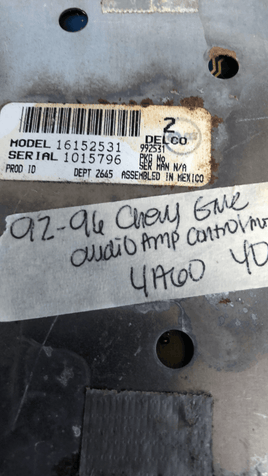 2
DELCO
MODEL 16152531 992531
SERIAL 1015796 PKG No
SER MAN N/A
PROD ID DEPT 2645 ASSEMBLED IN MEXICO
92-96 Chevy GMC
audio Amp control
4A60 40